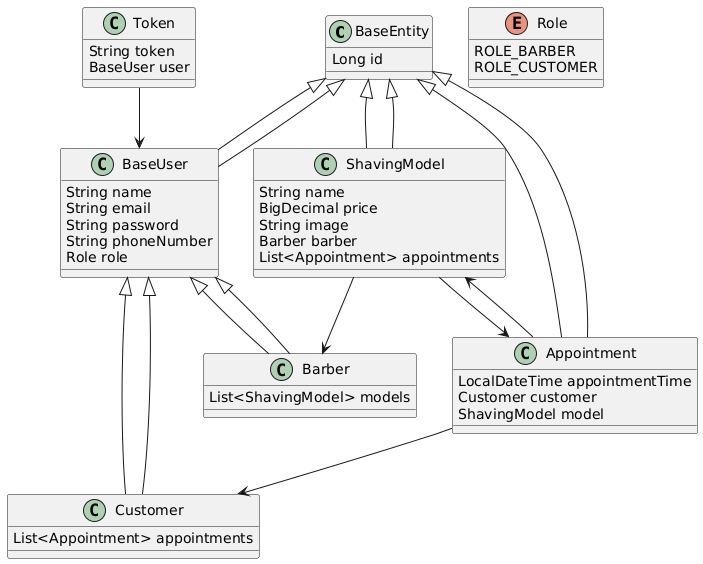 C Token
String token
BaseUser user
C BaseEntity
Long id
E Role
ROLE_BARBER
ROLE_CUSTOMER
C BaseUser
String name
String email
String password
String phoneNumber
Role role
C ShavingModel
String name
BigDecimal price
String image
Barber barber
List<Appointment> appointments
C Barber
List<ShavingModel> models
C Appointment
LocalDateTime appointmentTime
Customer customer
ShavingModel model
C Customer
List<Appointment> appointments